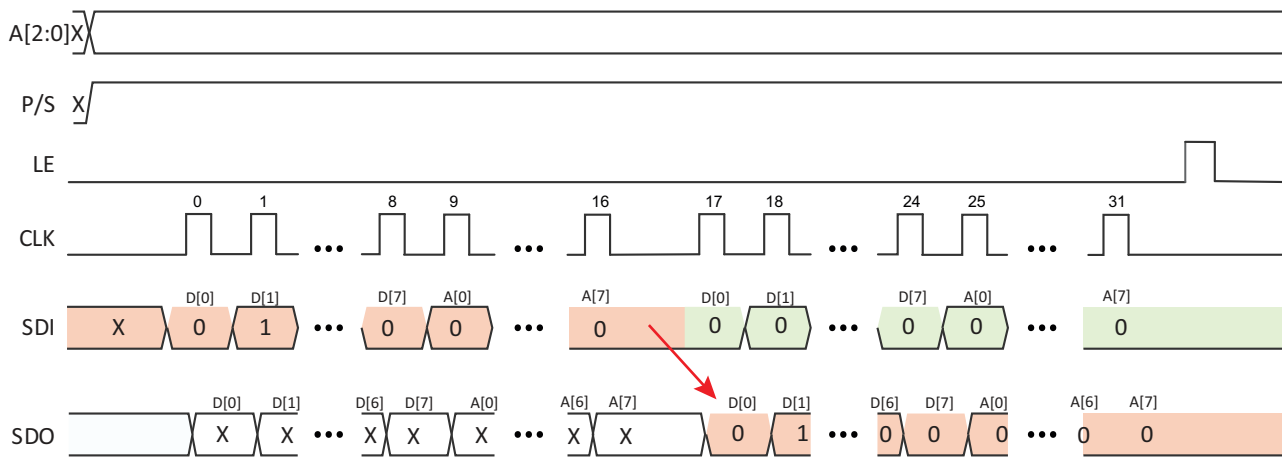 A[2:0] X
P/S X
LE
0 1 8 9 16 17 18 24 25 31
CLK ••• ••• ••• •••
D[0] D[1] D[7] A[0] A[7] D[0] D[1] D[7] A[0] A[7]
SDI X 0 1 ••• 0 0 ••• 0 0 0 ••• 0 0 ••• 0
D[0] D[1] D[6] D[7] A[0] A[6] A[7] D[0] D[1] D[6] D[7] A[0] A[6] A[7]
SDO X X ••• X X X ••• X X 0 1 ••• 0 0 0 ••• 0 0